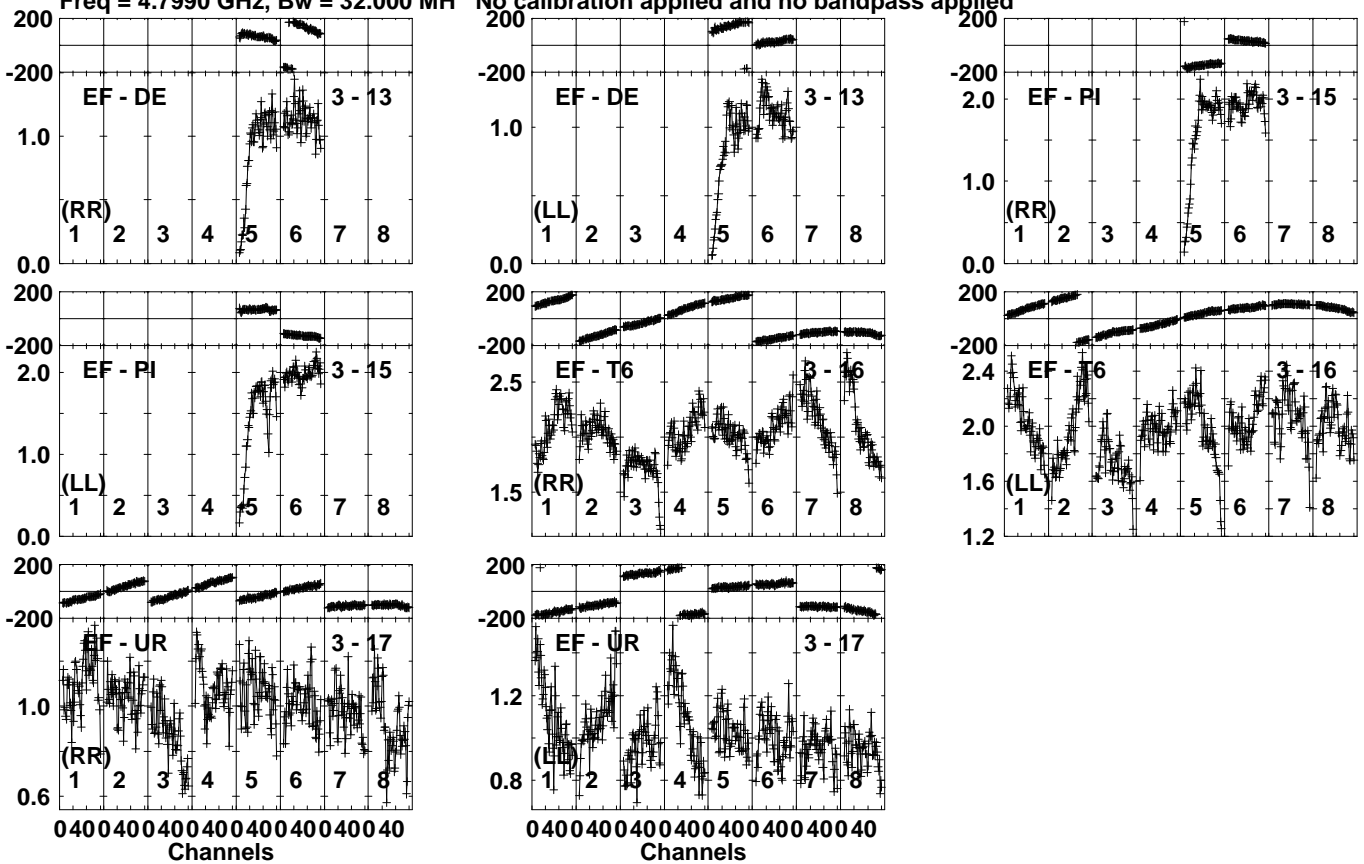 Freq = 4.7990 GHz, Bw = 32.000 MH No calibration applied and no bandpass applied
200
-200
EF - DE 3 - 13
1.0
(RR)
1 2 3 4 5 6 7 8
0.0
200
-200
EF - DE 3 - 13
1.0
(LL)
1 2 3 4 5 6 7 8
0.0
200
-200
EF - PI 3 - 15
2.0
1.0
(RR)
1 2 3 4 5 6 7 8
0.0
200
-200
EF - PI 3 - 15
2.0
1.0
(LL)
1 2 3 4 5 6 7 8
0.0
200
-200
EF - T6 3 - 16
2.5
1.5
(RR)
1 2 3 4 5 6 7 8
200
-200
EF - T6 3 - 16
2.4
2.0
1.6
(LL)
1 2 3 4 5 6 7 8
1.2
200
-200
EF - UR 3 - 17
1.0
(RR)
1 2 3 4 5 6 7 8
0.6
0 40 0 40 0 40 0 40 0 40 0 40 0 40 0 40
Channels
200
-200
EF - UR 3 - 17
1.2
(LL)
1 2 3 4 5 6 7 8
0.8
0 40 0 40 0 40 0 40 0 40 0 40 0 40 0 40
Channels